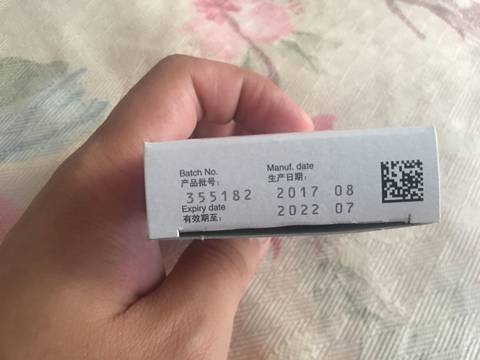 Batch No.
产品批号：
355182
Manuf. date
生产日期：
2017 08
Expiry date
有效期至：
2022 07